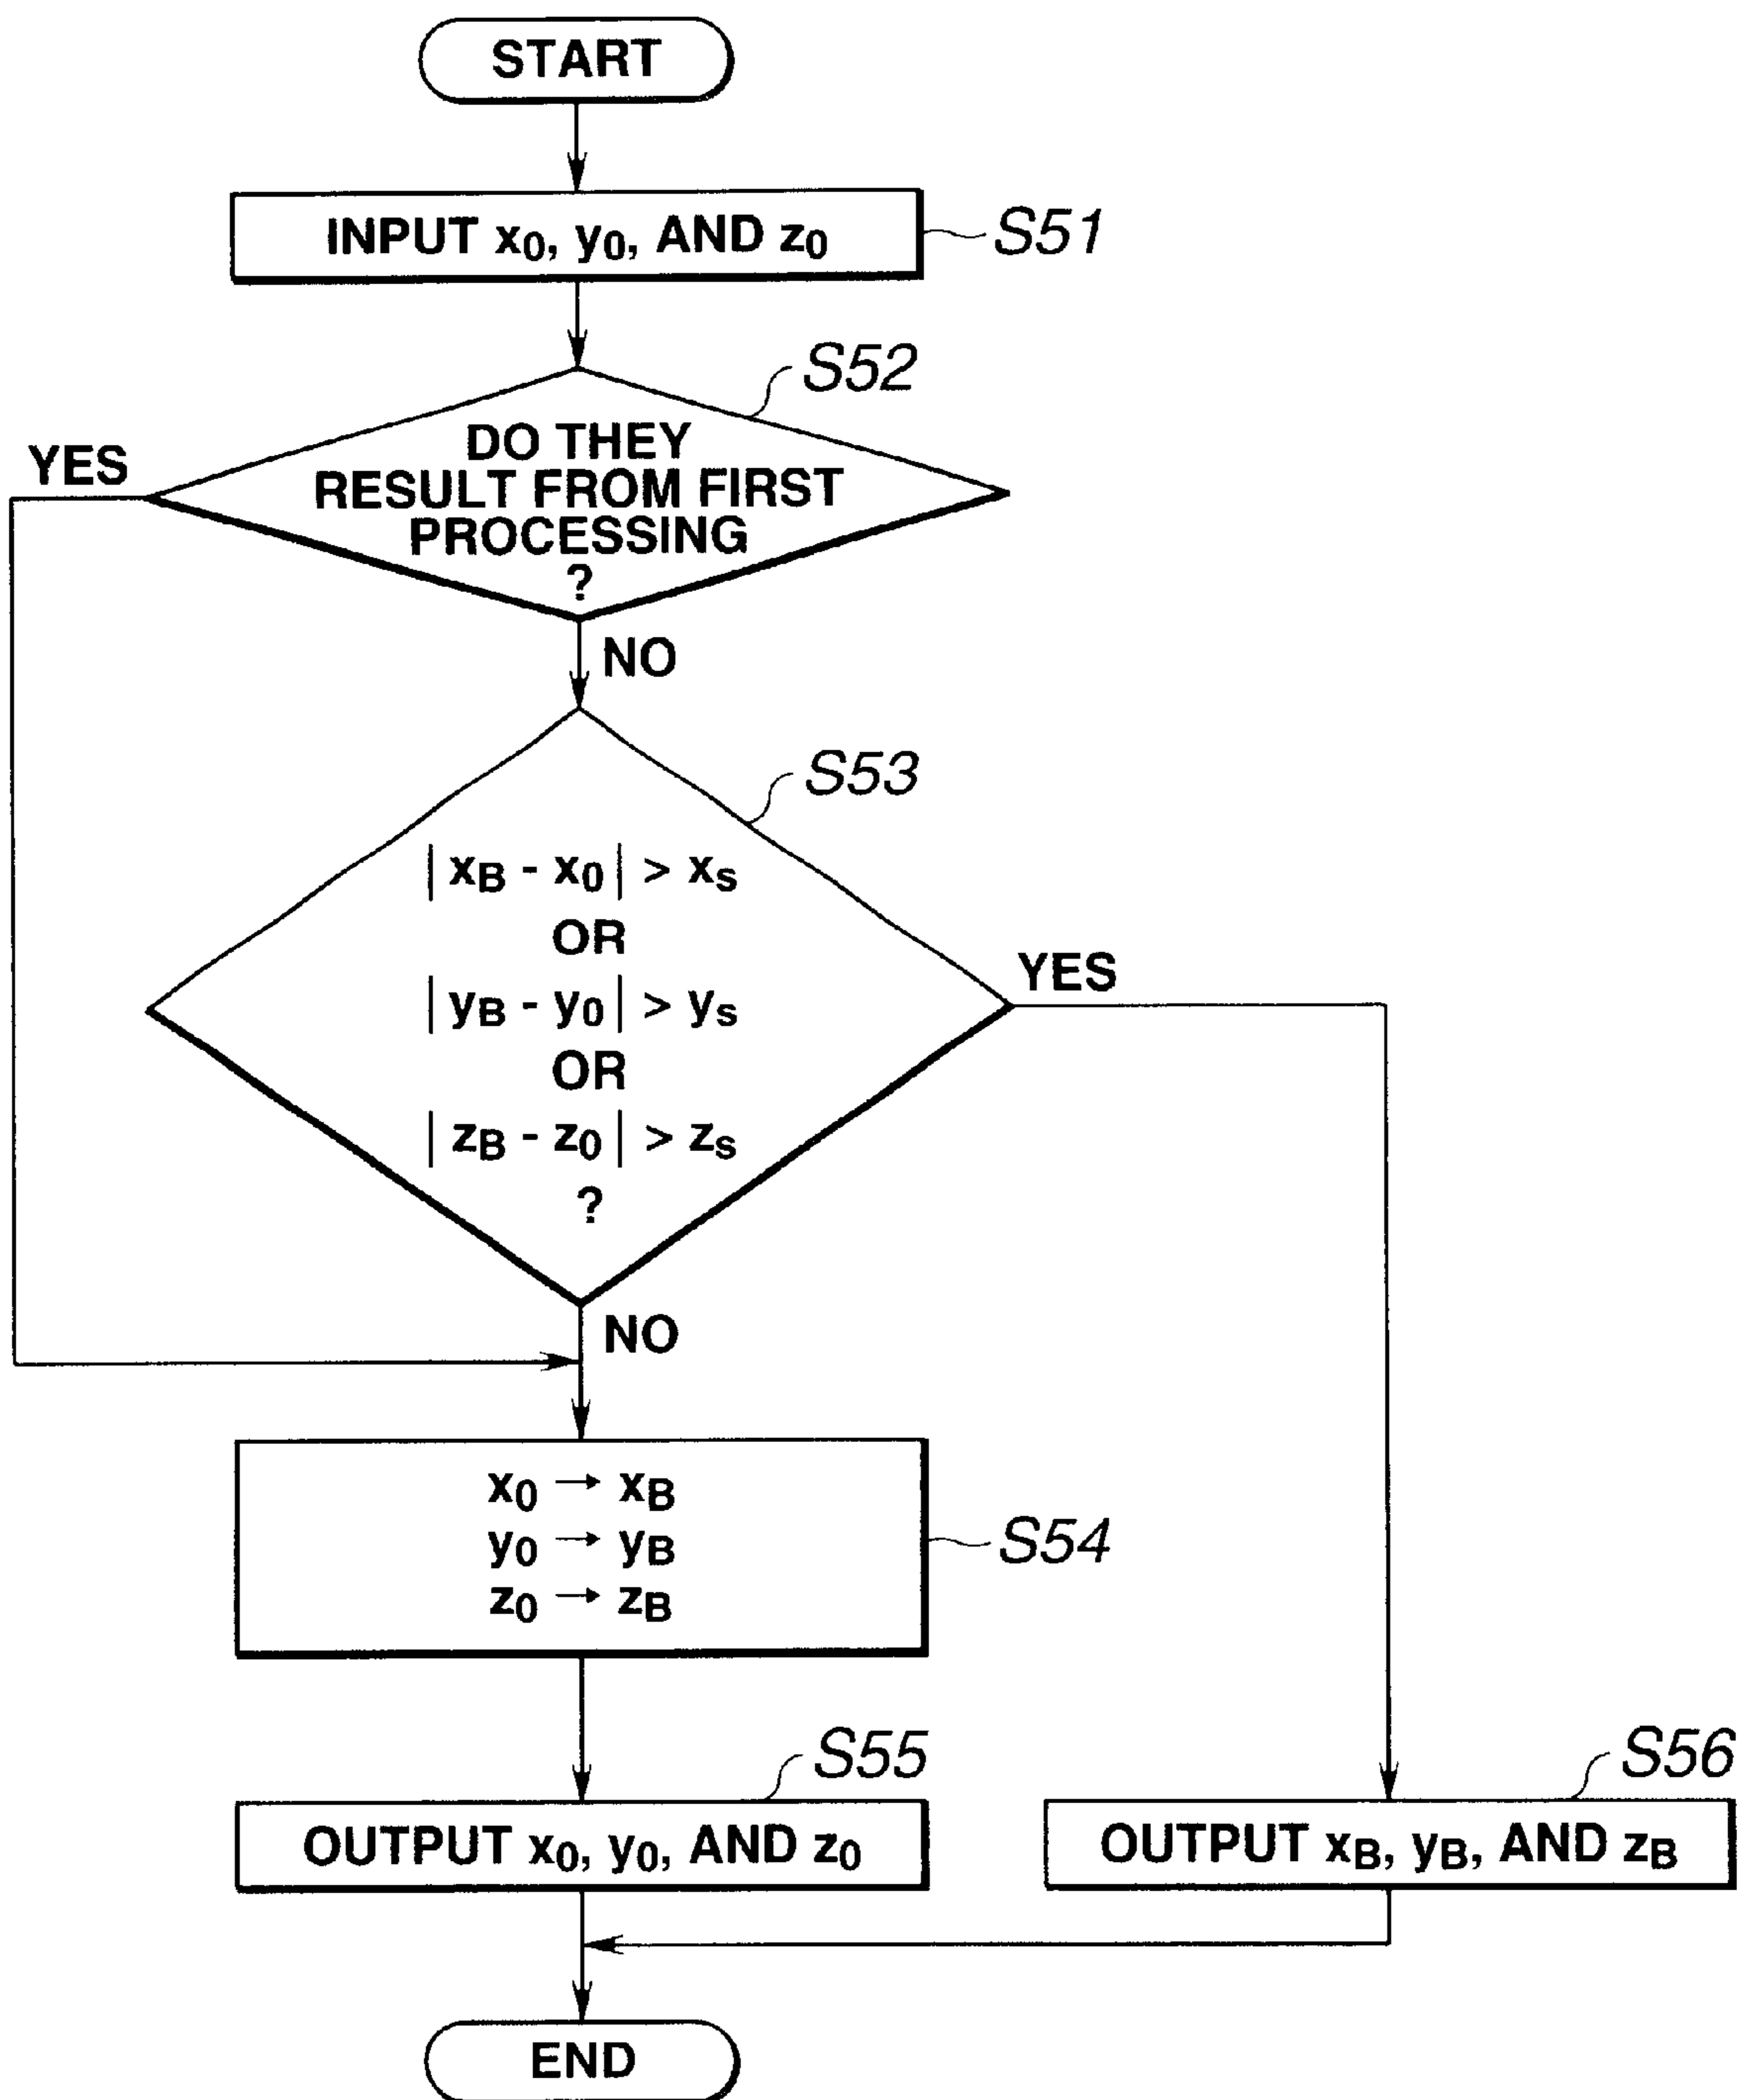 START
INPUT x₀, y₀, AND z₀
S51
S52
YES
DO THEY
RESULT FROM FIRST
PROCESSING
?
NO
S53
| xB - x₀ | > xₛ
OR
YES
| yB - y₀ | > yₛ
OR
| zB - z₀ | > zₛ
?
NO
x₀ → xB
y₀ → yB
z₀ → zB
S54
S55
S56
OUTPUT x₀, y₀, AND z₀
OUTPUT xB, yB, AND zB
END